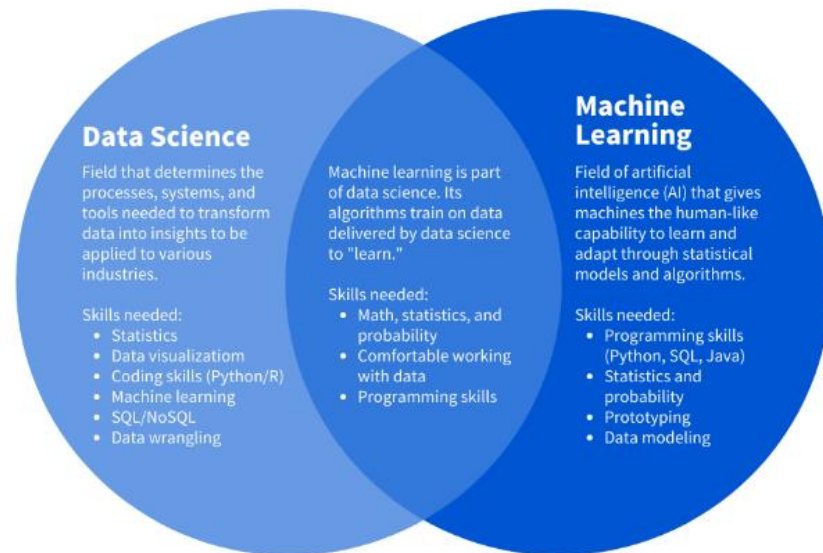 Data Science
Field that determines the
processes, systems, and
tools needed to transform
data into insights to be
applied to various
industries.
Skills needed:
• Statistics
• Data visualizatiom
• Coding skills (Python/R)
• Machine learning
• SQL/NoSQL
• Data wrangling
Machine learning is part
of data science. Its
algorithms train on data
delivered by data science
to "learn."
Skills needed:
• Math, statistics, and
probability
• Comfortable working
with data
• Programming skills
Machine
Learning
Field of artificial
intelligence (AI) that gives
machines the human-like
capability to learn and
adapt through statistical
models and algorithms.
Skills needed:
• Programming skills
(Python, SQL, Java)
• Statistics and
probability
• Prototyping
• Data modeling